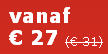 vanaf
€ 27 (€ 31)